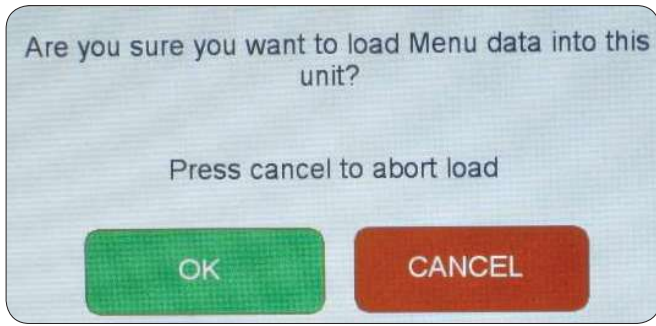 Are you sure you want to load Menu data into this
unit?
Press cancel to abort load
OK
CANCEL